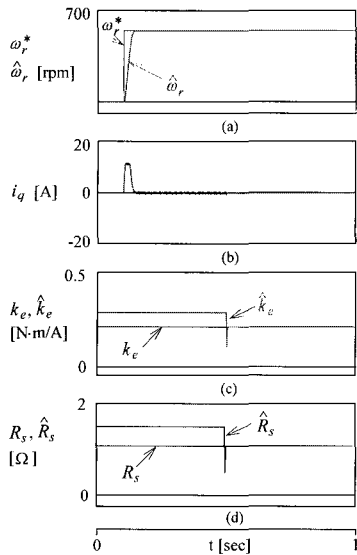 700
ω_r^*
ω_r^*
ω̂_r [rpm]
ω̂_r
(a)
20
i_q [A]
0
-20
(b)
0.5
k_e, k̂_e
k̂_e
[N·m/A]
k_e
0
(c)
2
R_s, R̂_s
R̂_s
[Ω]
R_s
0
(d)
0
t [sec]
1